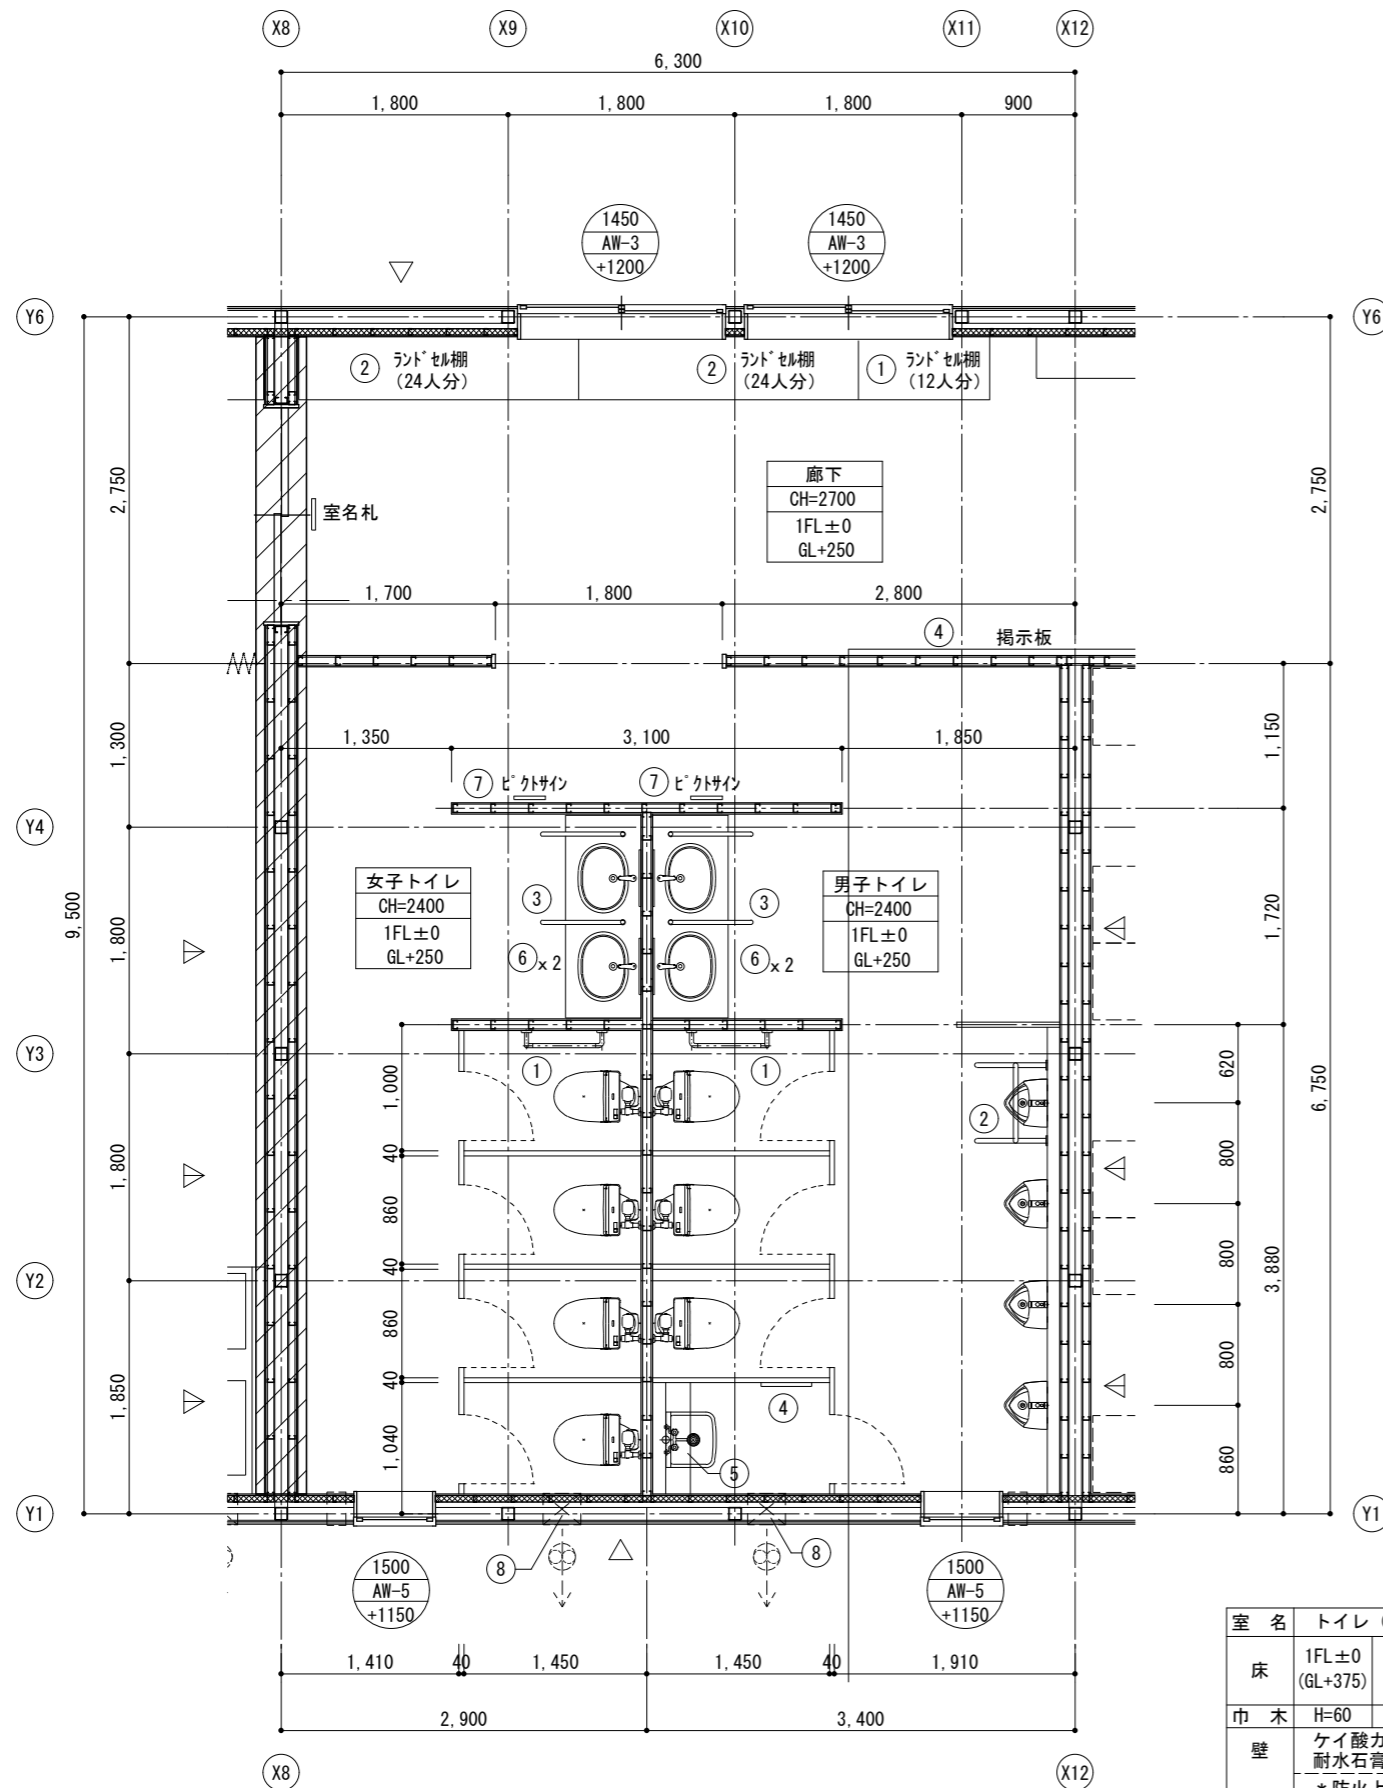 X8 X9 X10 X11 X12
6,300
1,800 1,800 1,800 900
1450 1450
AW-3 AW-3
+1200 +1200
Y6 Y6
② ランドセル棚 ② ランドセル棚 ① ランドセル棚
(24人分) (24人分) (12人分)
廊下
CH=2700
1FL±0
GL+250
2,750 2,750
室名札
1,700 1,800 2,800
④ 掲示板
1,300 1,150
1,350 3,100 1,850
⑦ ピクトサイン ⑦ ピクトサイン
Y4
女子トイレ 男子トイレ
CH=2400 CH=2400
1FL±0 1FL±0
GL+250 GL+250
③ ③
⑥x2 ⑥x2
9,500 1,800 1,720
Y3
① ①
1,000 620
6,750
②
40 800
1,800
860 800
40
Y2
3,880
860 800
40
1,850
④
1,040 860
⑤
Y1 Y1
⑧ ⑧
1500 1500
AW-5 AW-5
+1150 +1150
1,410 40 1,450 1,450 40 1,910
2,900 3,400
X8 X12
室 名 トイレ
床 1FL±0
(GL+375)
巾 木 H=60
壁 ケイ酸カ
耐水石膏